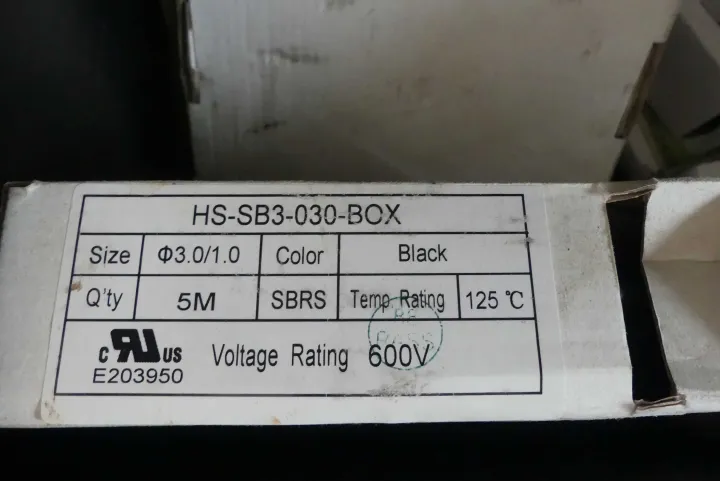 HS-SB3-030-BOX
Size Φ3.0/1.0 Color Black
Q'ty 5M SBRS Temp Rating 125 ℃
c RU US Voltage Rating 600V
E203950